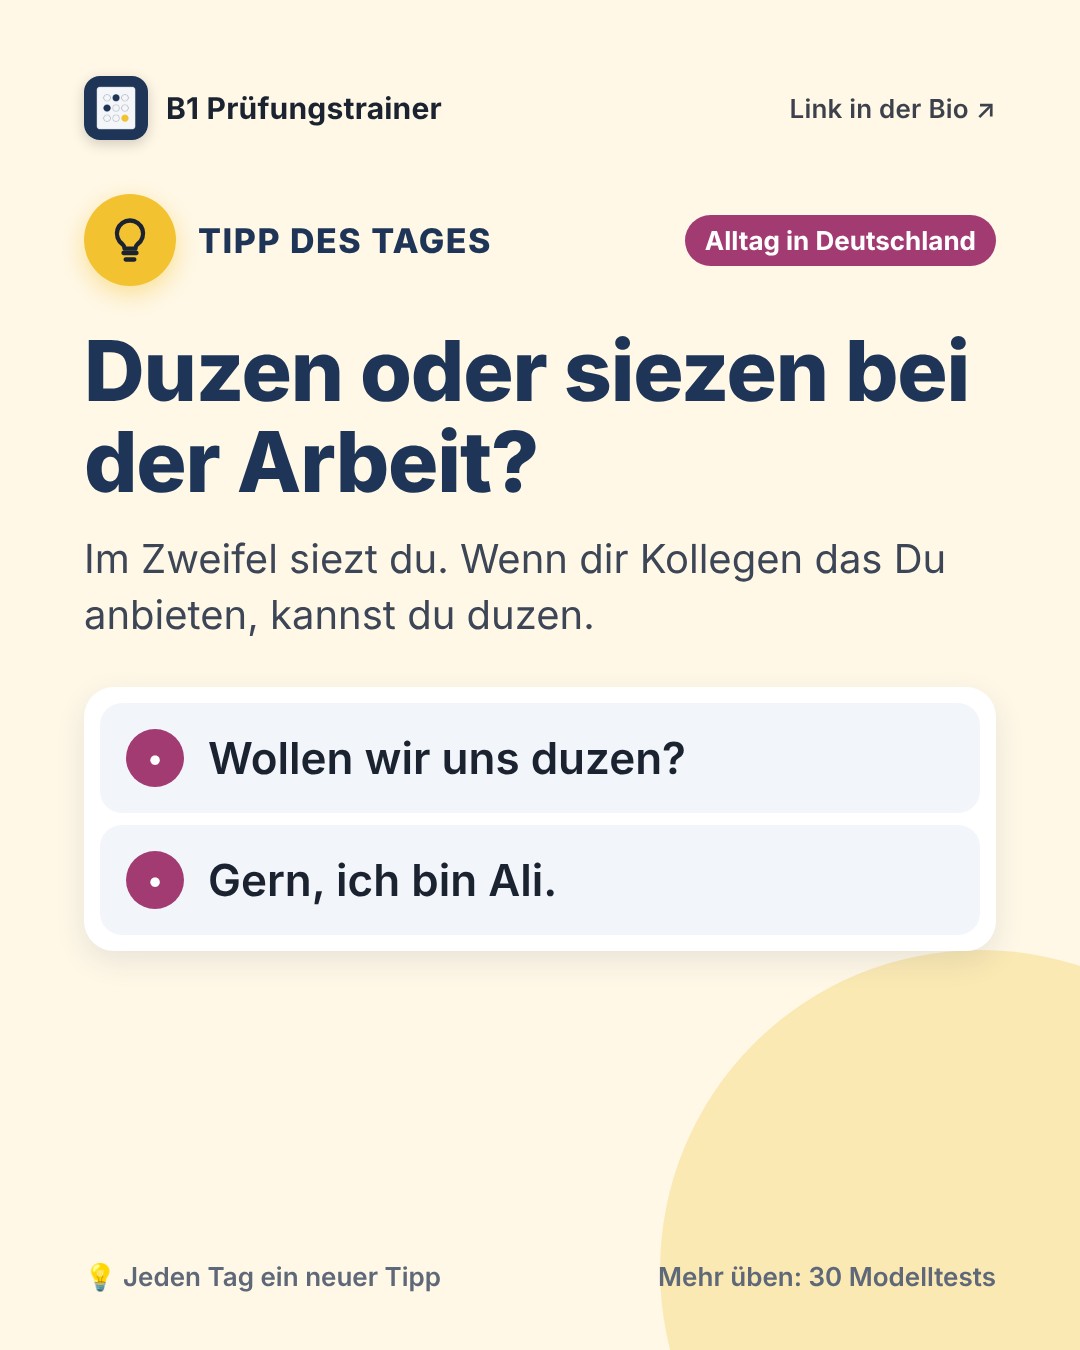 B1 Prüfungstrainer
Link in der Bio ↗
TIPP DES TAGES
Alltag in Deutschland
Duzen oder siezen bei
der Arbeit?
Im Zweifel siezt du. Wenn dir Kollegen das Du
anbieten, kannst du duzen.
Wollen wir uns duzen?
Gern, ich bin Ali.
💡 Jeden Tag ein neuer Tipp
Mehr üben: 30 Modelltests